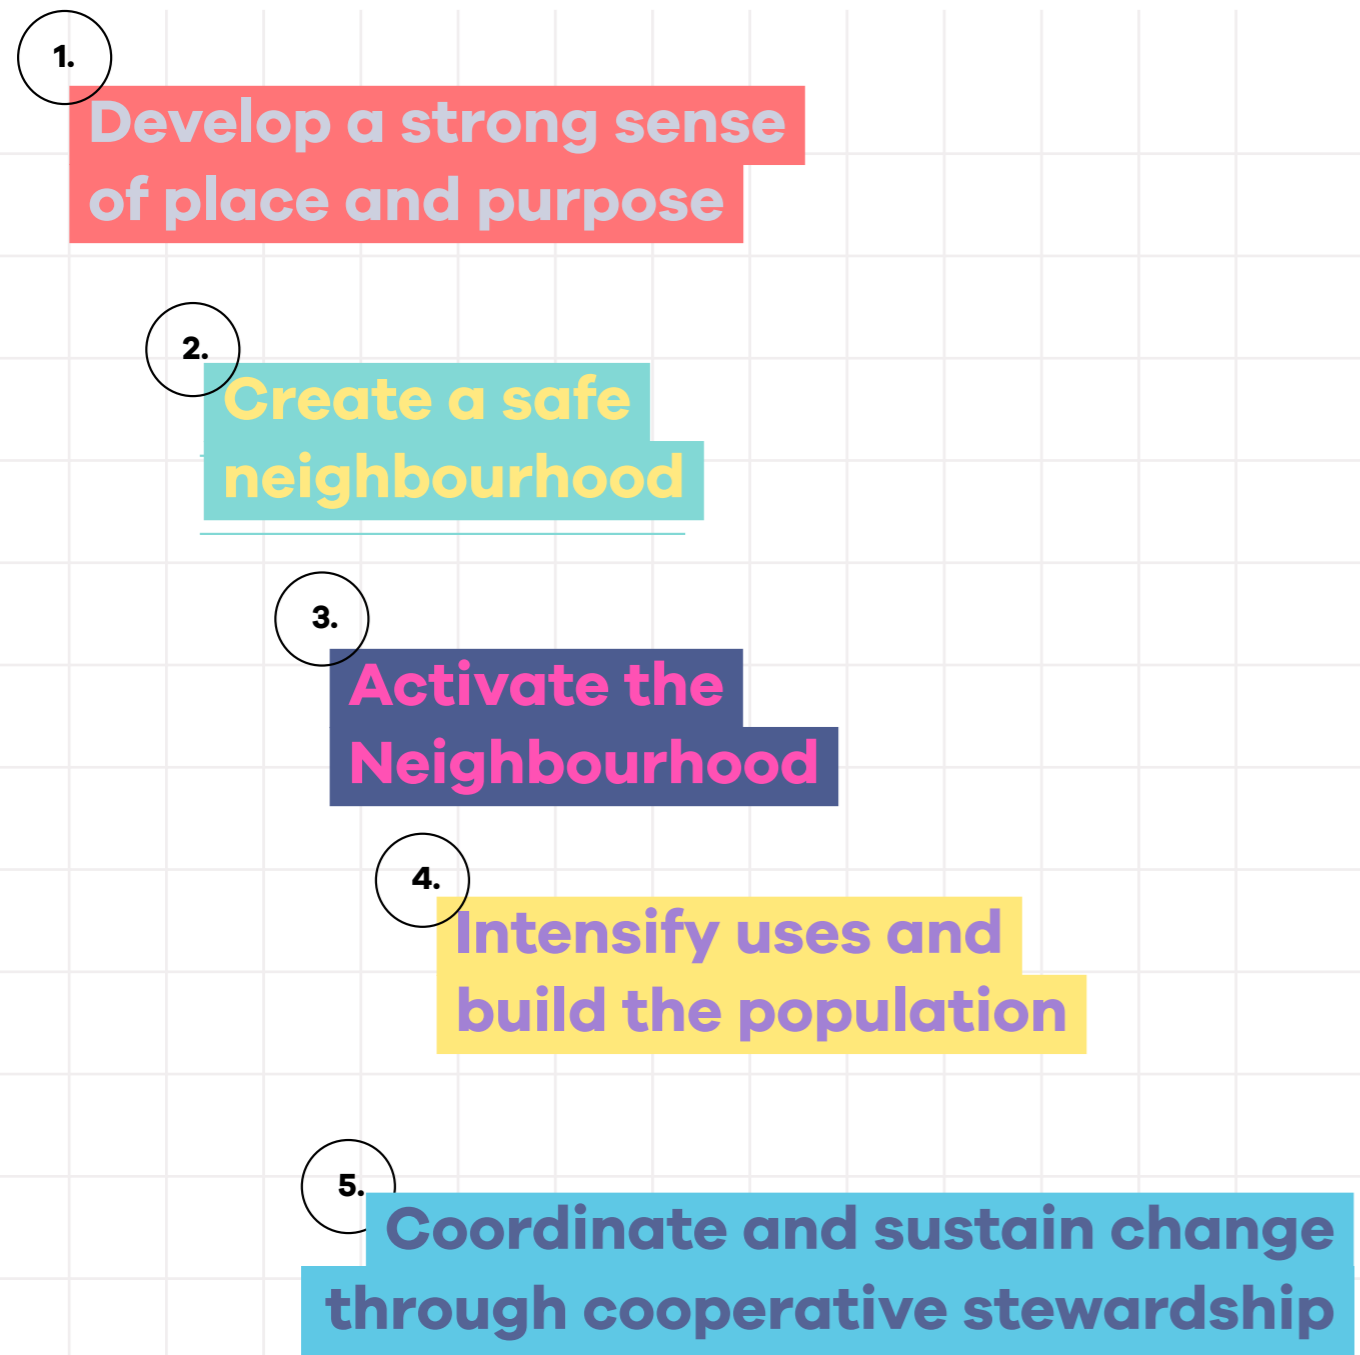 1.
Develop a strong sense
of place and purpose
2.
Create a safe
neighbourhood
3.
Activate the
Neighbourhood
4.
Intensify uses and
build the population
5.
Coordinate and sustain change
through cooperative stewardship